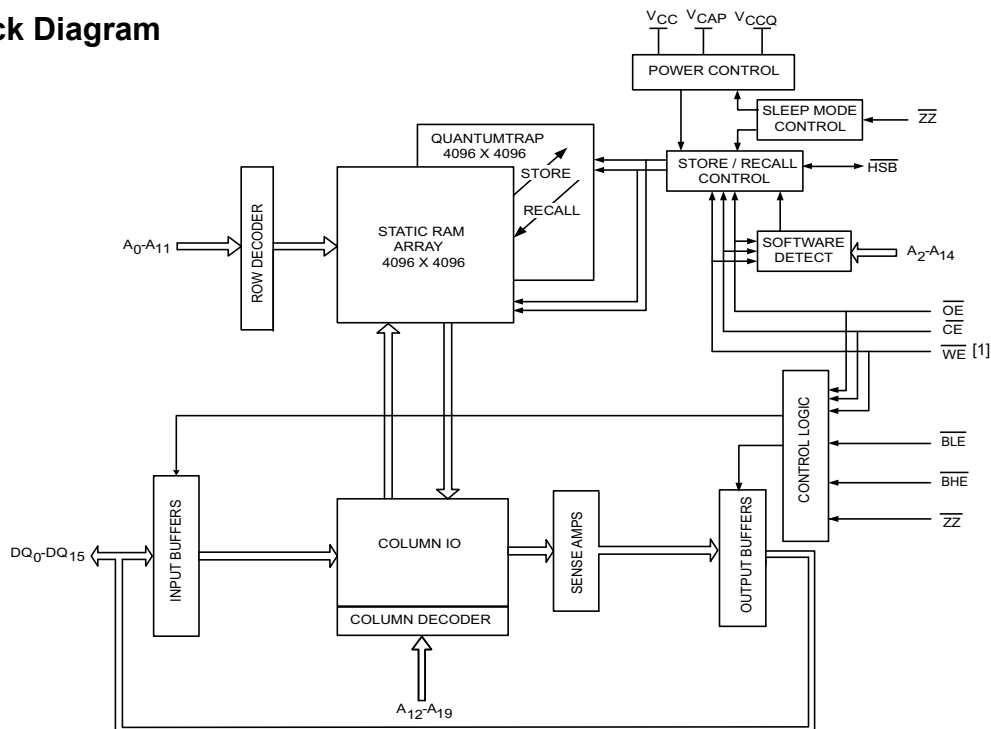 ck Diagram
VCC VCAP VCCQ
POWER CONTROL
SLEEP MODE
CONTROL
ZZ
QUANTUMTRAP
4096 X 4096
STORE
RECALL
STORE / RECALL
CONTROL
HSB
STATIC RAM
ARRAY
4096 X 4096
ROW DECODER
A0-A11
SOFTWARE
DETECT
A2-A14
OE
CE
WE [1]
CONTROL LOGIC
BLE
BHE
ZZ
DQ0-DQ15
INPUT BUFFERS
COLUMN IO
COLUMN DECODER
SENSE AMPS
OUTPUT BUFFERS
A12-A19